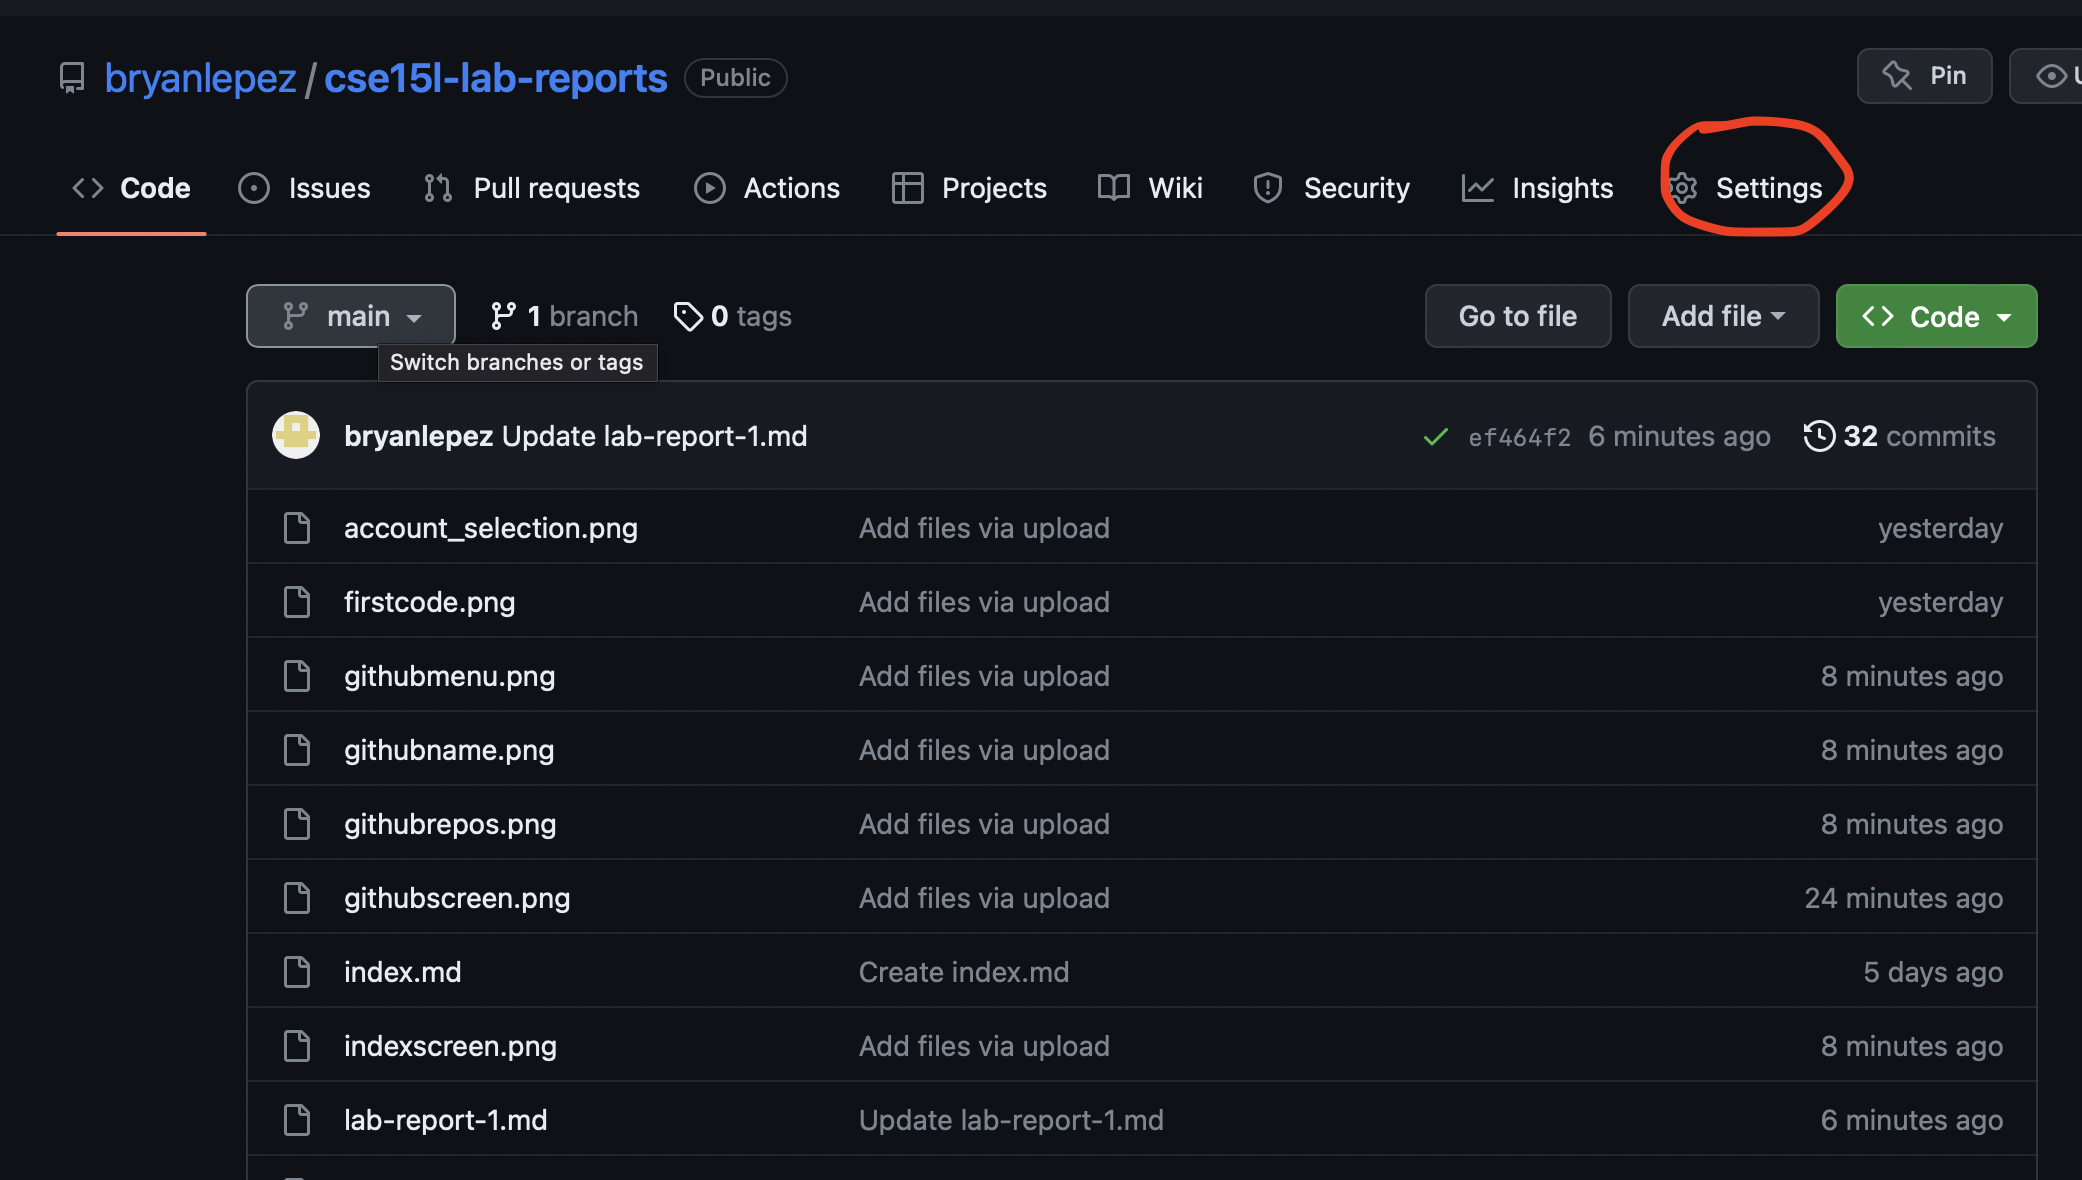 bryanlepez / cse15l-lab-reports Public Pin
Code Issues Pull requests Actions Projects Wiki Security Insights Settings
main 1 branch 0 tags Go to file Add file Code
Switch branches or tags
bryanlepez Update lab-report-1.md ef464f2 6 minutes ago 32 commits
account_selection.png Add files via upload yesterday
firstcode.png Add files via upload yesterday
githubmenu.png Add files via upload 8 minutes ago
githubname.png Add files via upload 8 minutes ago
githubrepos.png Add files via upload 8 minutes ago
githubscreen.png Add files via upload 24 minutes ago
index.md Create index.md 5 days ago
indexscreen.png Add files via upload 8 minutes ago
lab-report-1.md Update lab-report-1.md 6 minutes ago